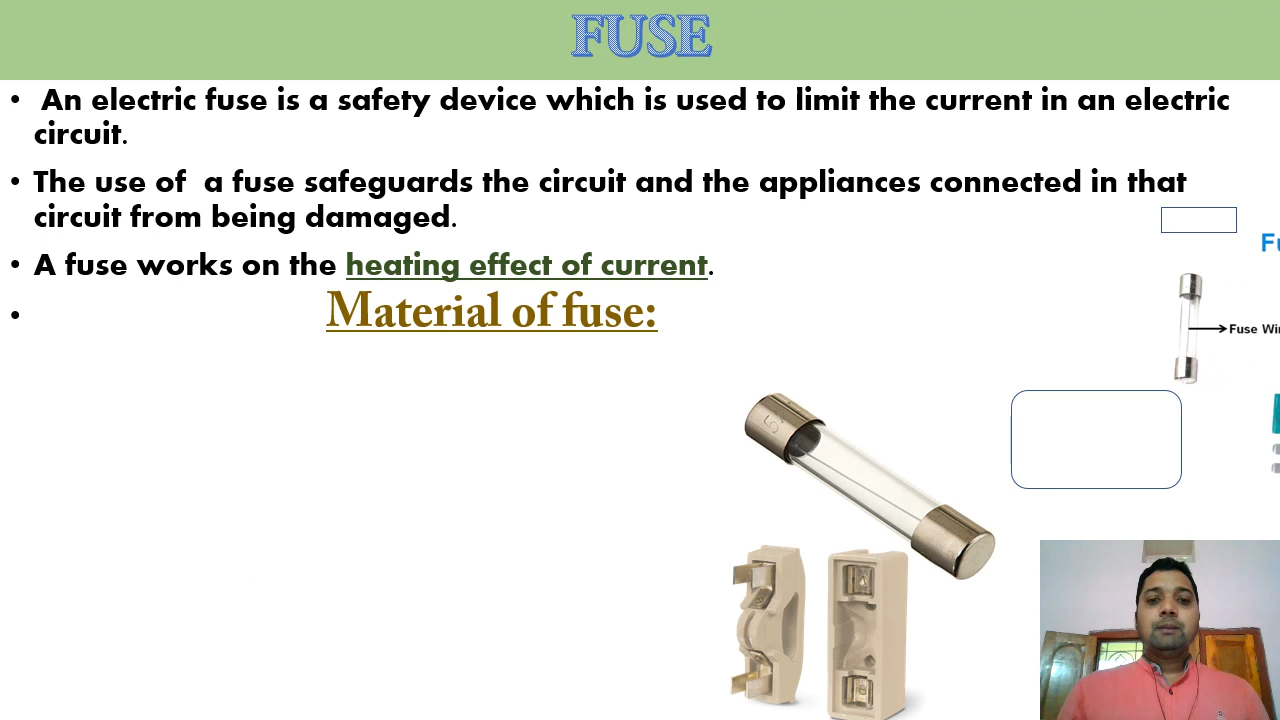 FUSE
• An electric fuse is a safety device which is used to limit the current in an electric
circuit.
• The use of a fuse safeguards the circuit and the appliances connected in that
circuit from being damaged.
• A fuse works on the heating effect of current.
• Material of fuse:
Fuse